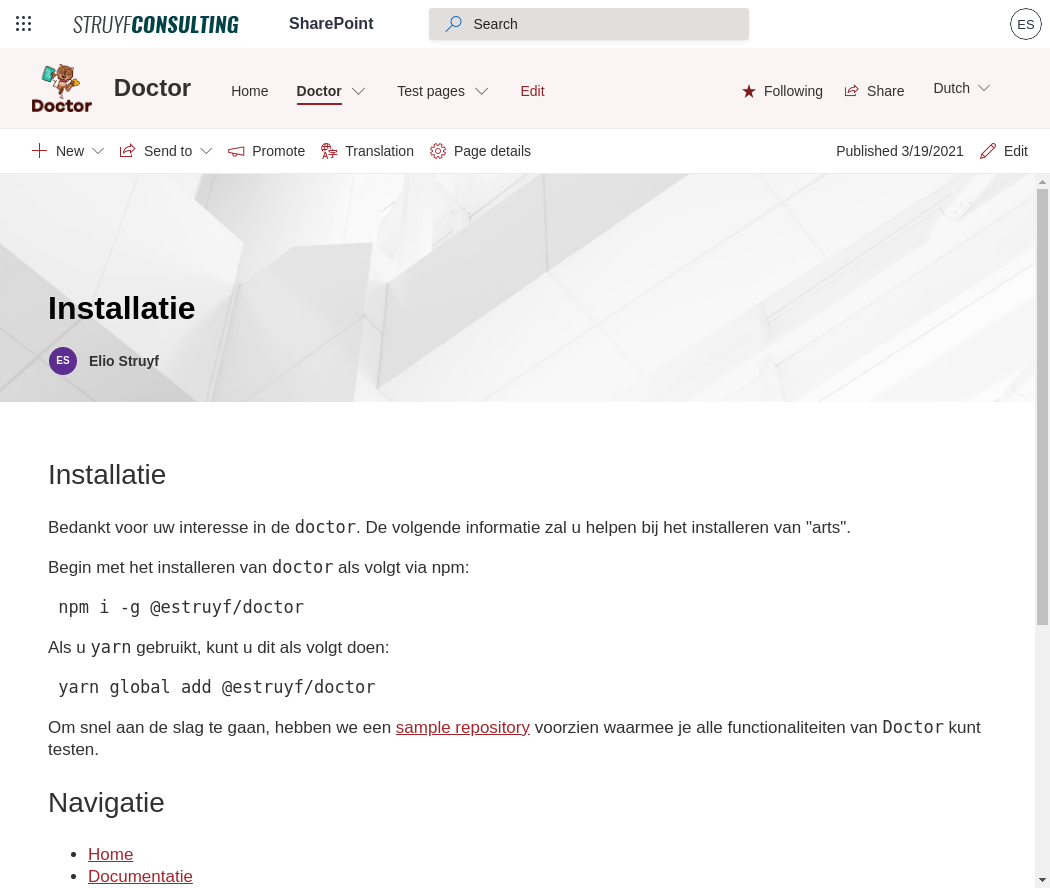 STRUYFCONSULTING SharePoint Search ES
Doctor Doctor Home Doctor Test pages Edit Following Share Dutch
New Send to Promote Translation Page details Published 3/19/2021 Edit
Installatie
ES Elio Struyf
Installatie
Bedankt voor uw interesse in de doctor. De volgende informatie zal u helpen bij het installeren van "arts".
Begin met het installeren van doctor als volgt via npm:
npm i -g @estruyf/doctor
Als u yarn gebruikt, kunt u dit als volgt doen:
yarn global add @estruyf/doctor
Om snel aan de slag te gaan, hebben we een sample repository voorzien waarmee je alle functionaliteiten van Doctor kunt
testen.
Navigatie
Home
Documentatie